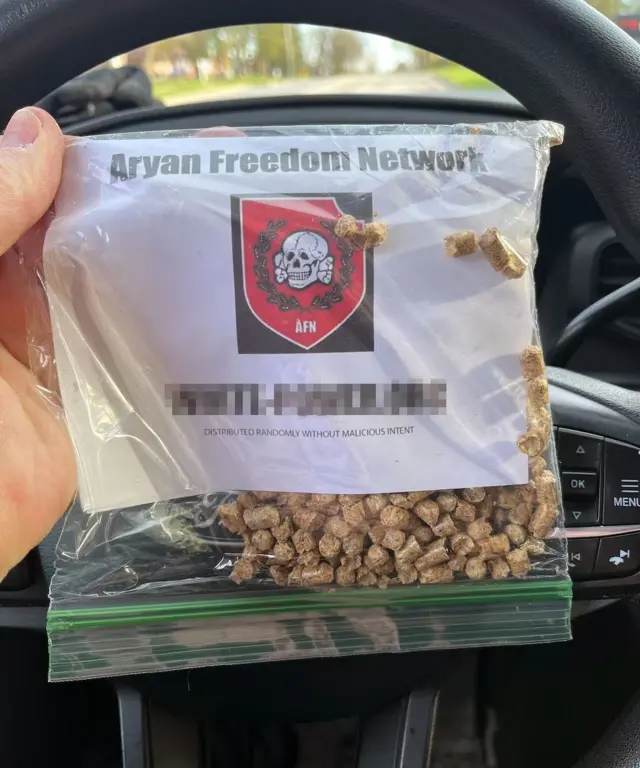 Aryan Freedom Network
AFN
DISTRIBUTED RANDOMLY WITHOUT MALICIOUS INTENT
OK
MENU